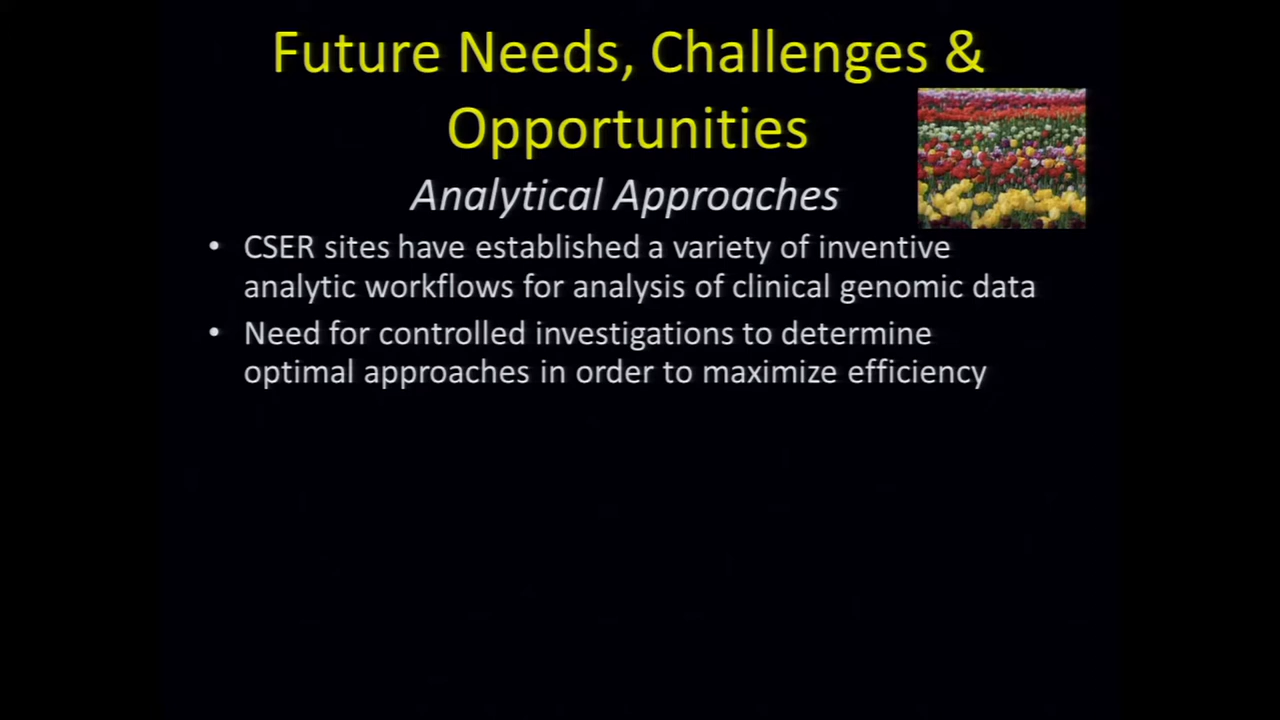 Future Needs, Challenges &
Opportunities
Analytical Approaches
• CSER sites have established a variety of inventive
analytic workflows for analysis of clinical genomic data
• Need for controlled investigations to determine
optimal approaches in order to maximize efficiency